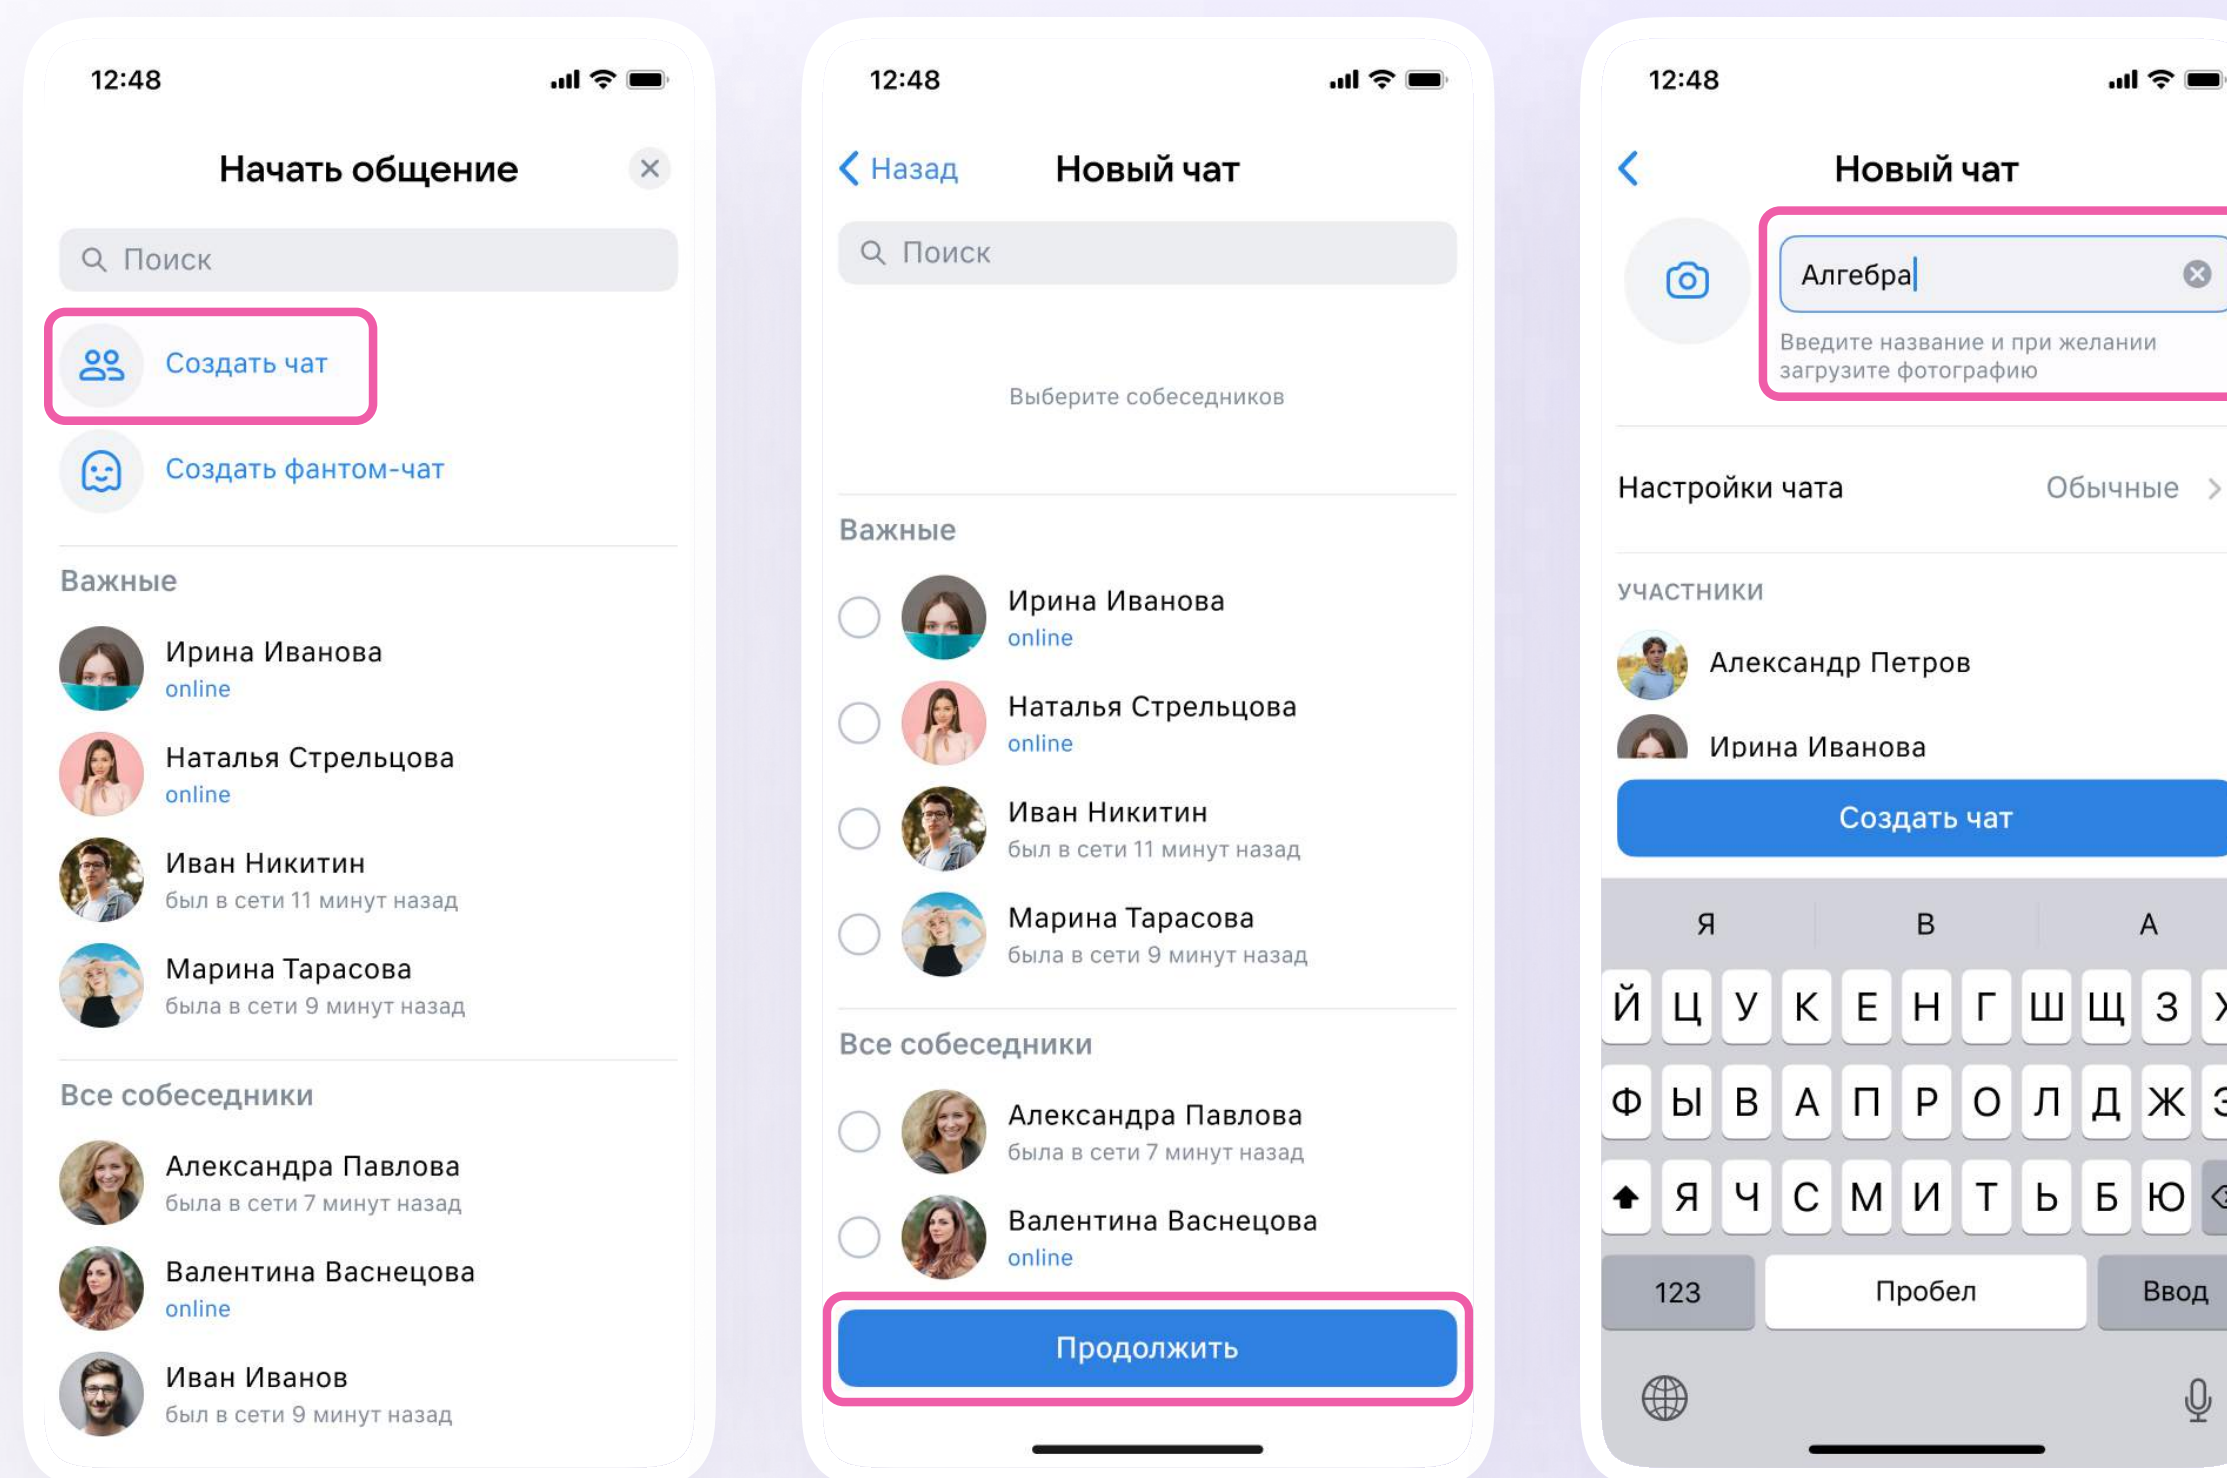 12:48
Начать общение
Поиск
Создать чат
Создать фантом-чат
Важные
Ирина Иванова
online
Наталья Стрельцова
online
Иван Никитин
был в сети 11 минут назад
Марина Тарасова
была в сети 9 минут назад
Все собеседники
Александра Павлова
была в сети 7 минут назад
Валентина Васнецова
online
Иван Иванов
был в сети 9 минут назад
12:48
Назад Новый чат
Поиск
Выберите собеседников
Важные
Ирина Иванова
online
Наталья Стрельцова
online
Иван Никитин
был в сети 11 минут назад
Марина Тарасова
была в сети 9 минут назад
Все собеседники
Александра Павлова
была в сети 7 минут назад
Валентина Васнецова
online
Продолжить
12:48
Новый чат
Алгебра
Введите название и при желании
загрузите фотографию
Настройки чата Обычные
УЧАСТНИКИ
Александр Петров
Ирина Иванова
Создать чат
Я В А
Й Ц У К Е Н Г Ш Щ З
Ф Ы В А П Р О Л Д Ж
Я Ч С М И Т Ь Б Ю
123 Пробел Ввод